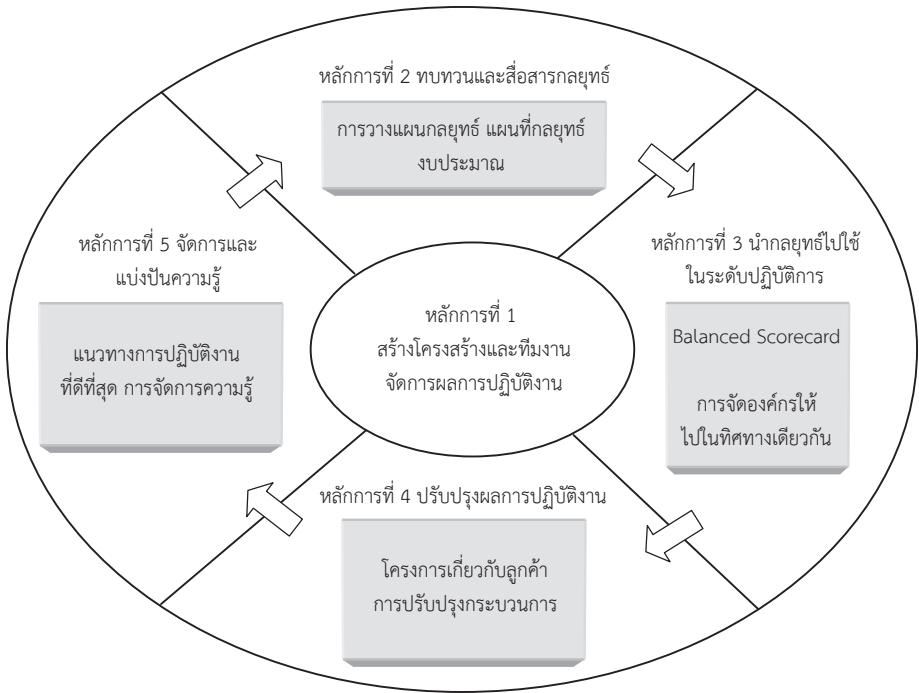 หลักการที่ 2 ทบทวนและสื่อสารกลยุทธ์
การวางแผนกลยุทธ์ แผนที่กลยุทธ์
งบประมาณ
หลักการที่ 5 จัดการและ
แบ่งปันความรู้
แนวทางการปฏิบัติงาน
ที่ดีที่สุด การจัดการความรู้
หลักการที่ 1
สร้างโครงสร้างและทีมงาน
จัดการผลการปฏิบัติงาน
หลักการที่ 3 นำกลยุทธ์ไปใช้
ในระดับปฏิบัติการ
Balanced Scorecard
การจัดองค์กรให้
ไปในทิศทางเดียวกัน
หลักการที่ 4 ปรับปรุงผลการปฏิบัติงาน
โครงการเกี่ยวกับลูกค้า
การปรับปรุงกระบวนการ